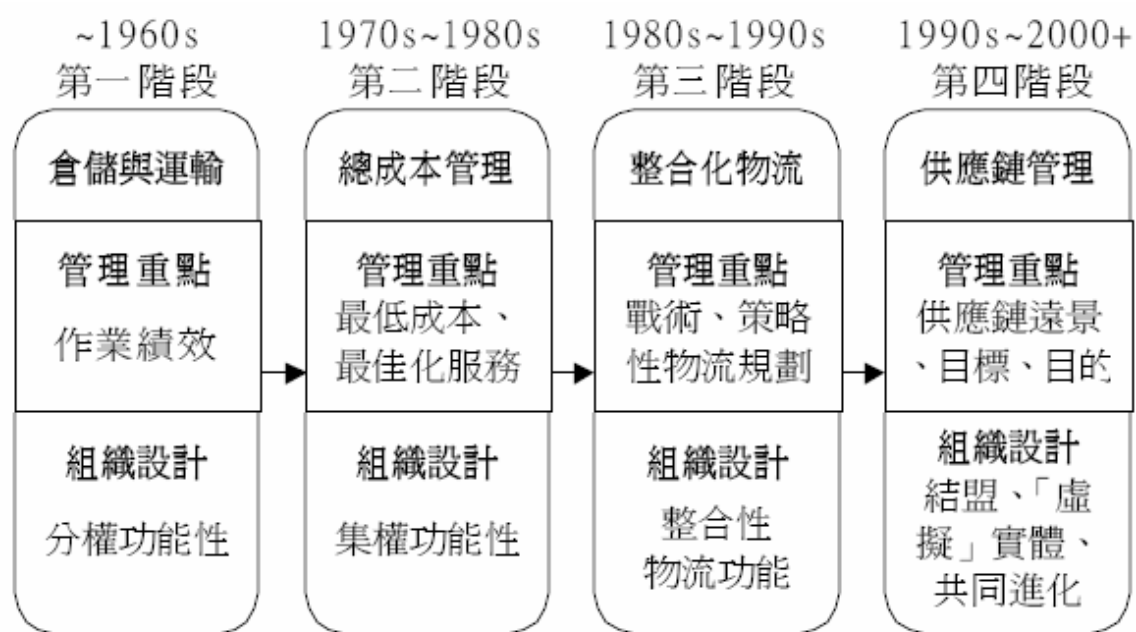 ~1960s
第一階段
倉儲與運輸
管理重點
作業績效
組織設計
分權功能性
1970s~1980s
第二階段
總成本管理
管理重點
最低成本、
最佳化服務
組織設計
集權功能性
1980s~1990s
第三階段
整合化物流
管理重點
戰術、策略
性物流規劃
組織設計
整合性
物流功能
1990s~2000+
第四階段
供應鏈管理
管理重點
供應鏈遠景
、目標、目的
組織設計
結盟、「虛
擬」實體、
共同進化